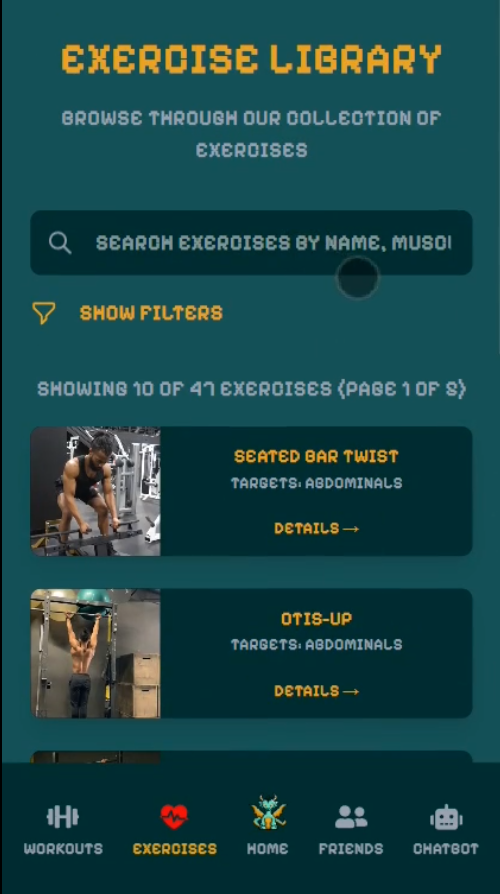 EXERCISE LIBRARY
BROWSE THROUGH OUR COLLECTION OF
EXERCISES
SEARCH EXERCISES BY NAME, MUSCL
SHOW FILTERS
SHOWING 10 OF 47 EXERCISES (PAGE 1 OF 5)
SEATED BAR TWIST
TARGETS: ABDOMINALS
DETAILS →
OTIS-UP
TARGETS: ABDOMINALS
DETAILS →
WORKOUTS
EXERCISES
HOME
FRIENDS
CHATBOT